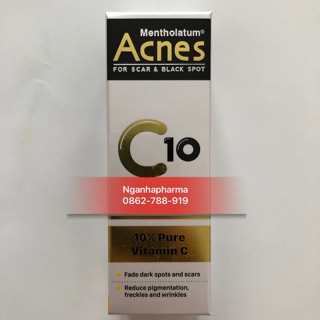 Mentholatum®
Acnes
FOR SCAR & BLACK SPOT
C10
Nganhapharma
0862-788-919
10% Pure
Vitamin C
Fade dark spots and scars
Reduce pigmentation,
freckles and wrinkles